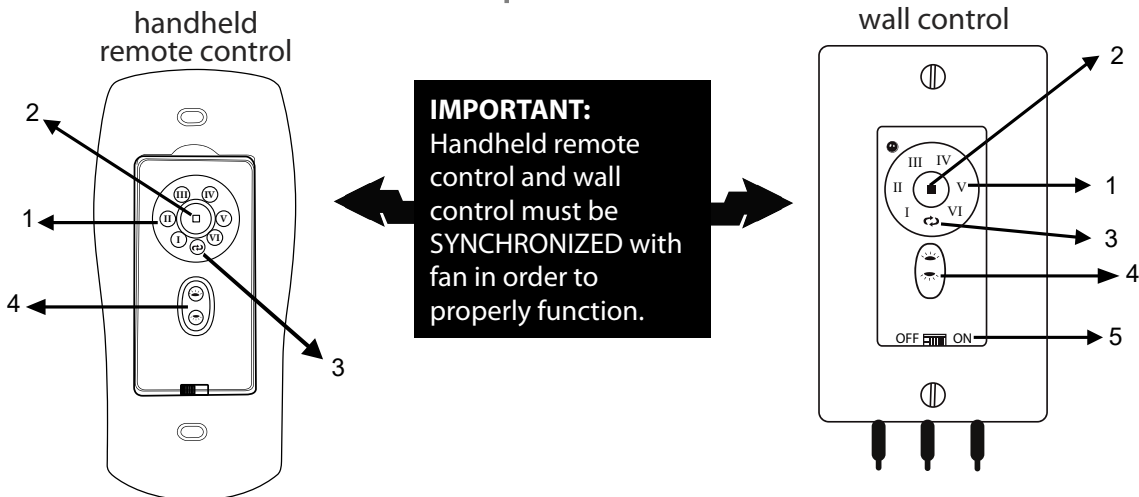 handheld
remote control
2
III IV
1
II V
I VI
4
3
IMPORTANT:
Handheld remote
control and wall
control must be
SYNCHRONIZED with
fan in order to
properly function.
wall control
2
III IV
II V
1
I VI
3
4
OFF ON
5